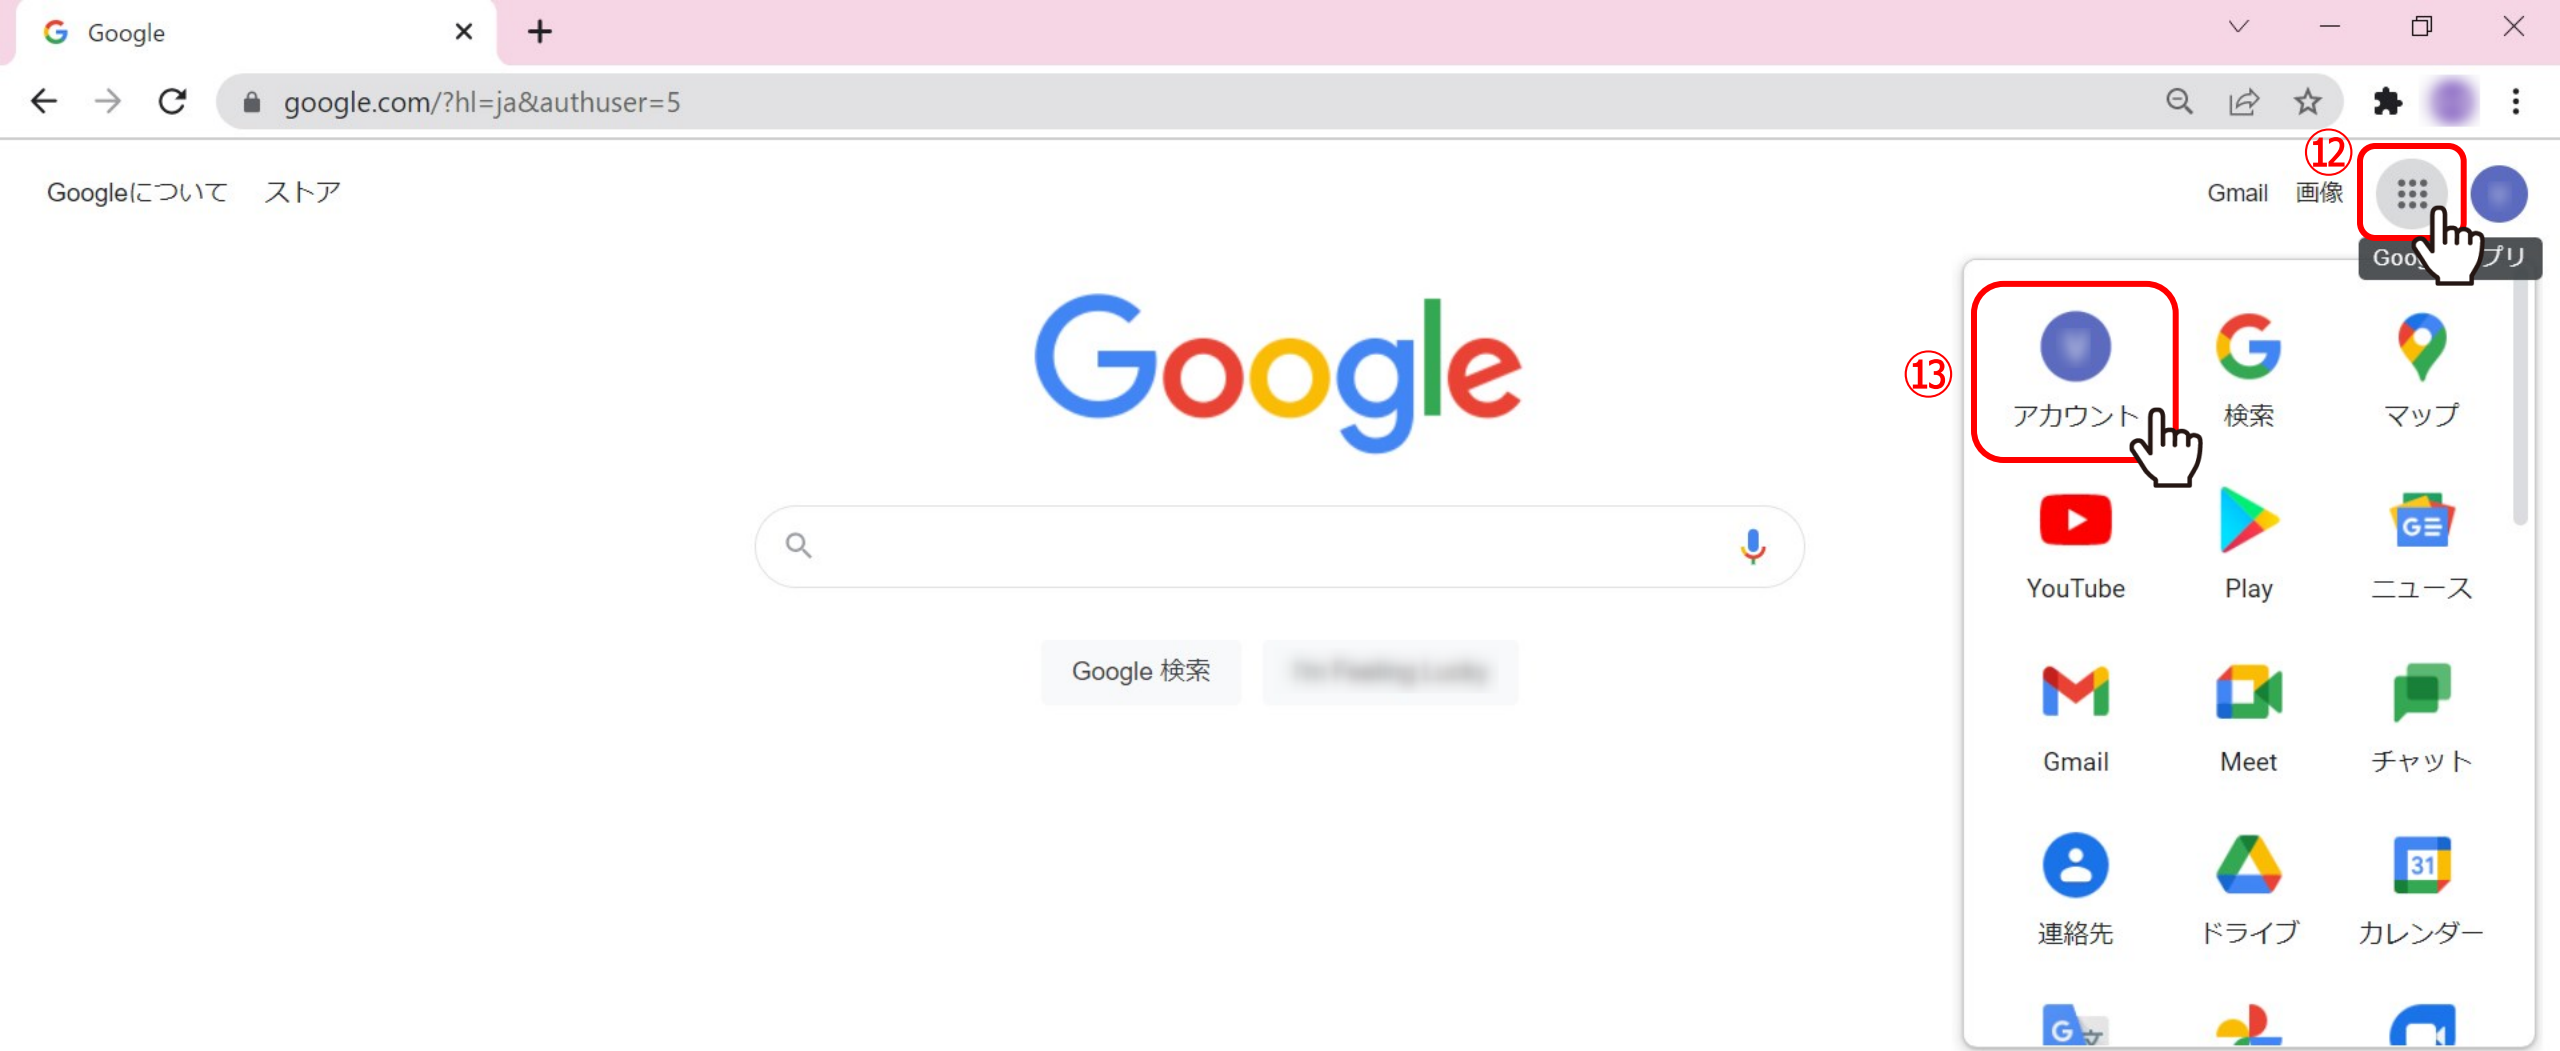 Google
google.com/?hl=ja&authuser=5
⑫
Googleについて ストア
Gmail 画像
Goo プリ
Google
⑬
アカウント 検索 マップ
YouTube Play ニュース
Google 検索
Gmail Meet チャット
31
連絡先 ドライブ カレンダー